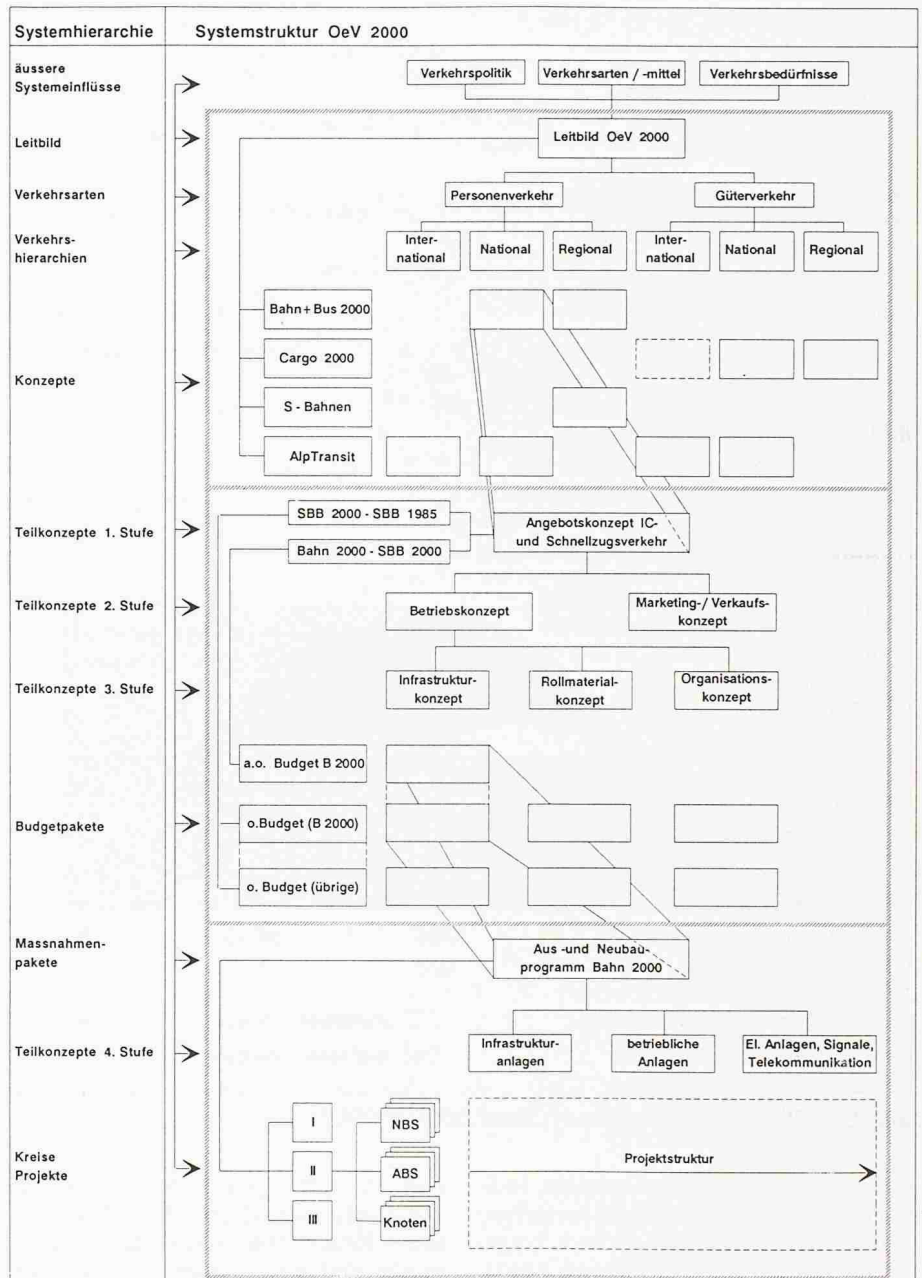 Systemhierarchie
Systemstruktur OeV 2000
äussere
Systemeinflüsse
Verkehrspolitik
Verkehrsarten / -mittel
Verkehrsbedürfnisse
Leitbild
Leitbild OeV 2000
Verkehrsarten
Personenverkehr
Güterverkehr
Verkehrs-
hierarchien
Inter-
national
National
Regional
Inter-
national
National
Regional
Konzepte
Bahn+Bus 2000
Cargo 2000
S - Bahnen
AlpTransit
Teilkonzepte 1. Stufe
SBB 2000 - SBB 1985
Bahn 2000 - SBB 2000
Angebotskonzept IC-
und Schnellzugsverkehr
Teilkonzepte 2. Stufe
Betriebskonzept
Marketing-/ Verkaufs-
konzept
Teilkonzepte 3. Stufe
Infrastruktur-
konzept
Rollmaterial-
konzept
Organisations-
konzept
Budgetpakete
a.o. Budget B 2000
o.Budget (B 2000)
o. Budget (übrige)
Massnahmen-
pakete
Aus -und Neubau-
programm Bahn 2000
Teilkonzepte 4. Stufe
Infrastruktur-
anlagen
betriebliche
Anlagen
El. Anlagen, Signale,
Telekommunikation
Kreise
Projekte
I
II
III
NBS
ABS
Knoten
Projektstruktur